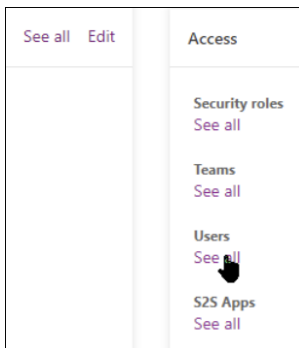 See all Edit
Access
Security roles
See all
Teams
See all
Users
See all
S2S Apps
See all